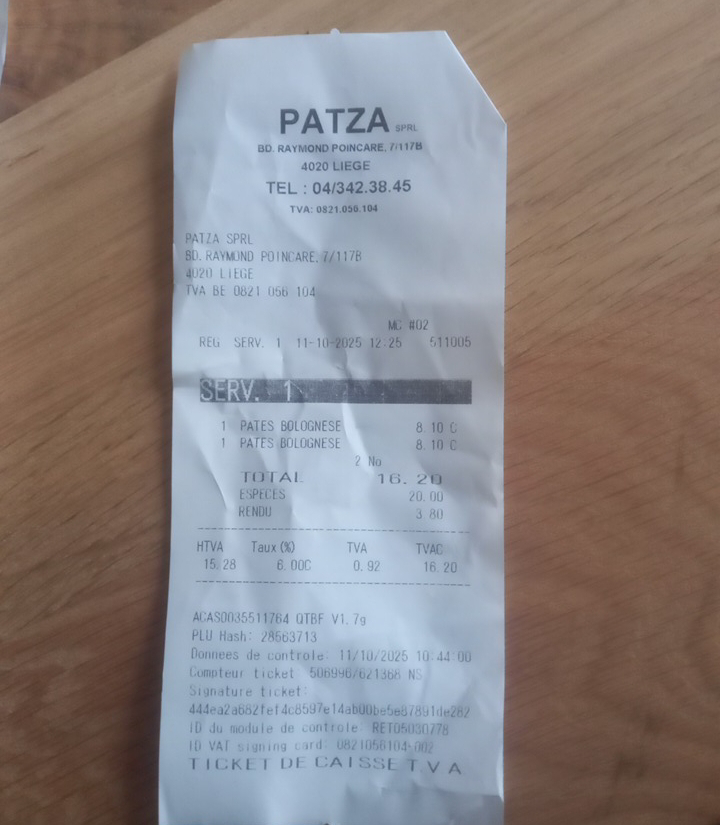 PATZA SPRL
BD. RAYMOND POINCARE, 7/117B
4020 LIEGE
TEL : 04/342.38.45
TVA: 0821.056.104
PATZA SPRL
BD. RAYMOND POINCARE, 7/117B
4020 LIEGE
TVA BE 0821 056 104
MC #02
REG SERV. 1 11-10-2025 12:25 511005
SERV. 1
1 PATES BOLOGNESE 8.10 C
1 PATES BOLOGNESE 8.10 C
2 No
TOTAL 16.20
ESPECES 20.00
RENDU 3.80
HTVA Taux (%) TVA TVAC
15.28 6.00C 0.92 16.20
ACAS0035511764 QTBF V1.7g
PLU Hash: 28563713
Donnees de controle: 11/10/2025 10:44:00
Compteur ticket 506996/621368 NS
Signature ticket:
444ea2a682fef4c8597e14ab00be5e87891de262
ID du module de controle: RET05030778
ID VAT signing card: 0821056104-002
TICKET DE CAISSE T.V.A